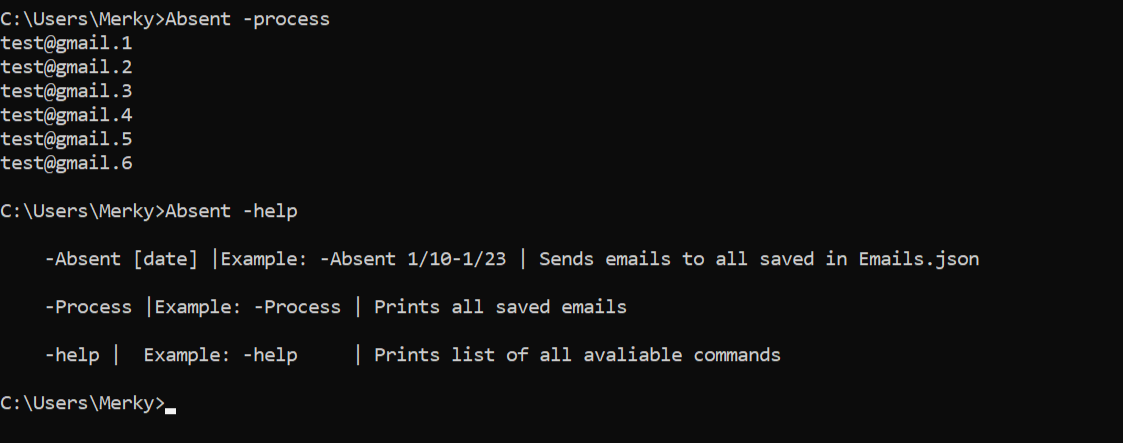 C:\Users\Merky>Absent -process
test@gmail.1
test@gmail.2
test@gmail.3
test@gmail.4
test@gmail.5
test@gmail.6
C:\Users\Merky>Absent -help
-Absent [date] |Example: -Absent 1/10-1/23 | Sends emails to all saved in Emails.json
-Process |Example: -Process | Prints all saved emails
-help |  Example: -help     | Prints list of all avaliable commands
C:\Users\Merky>